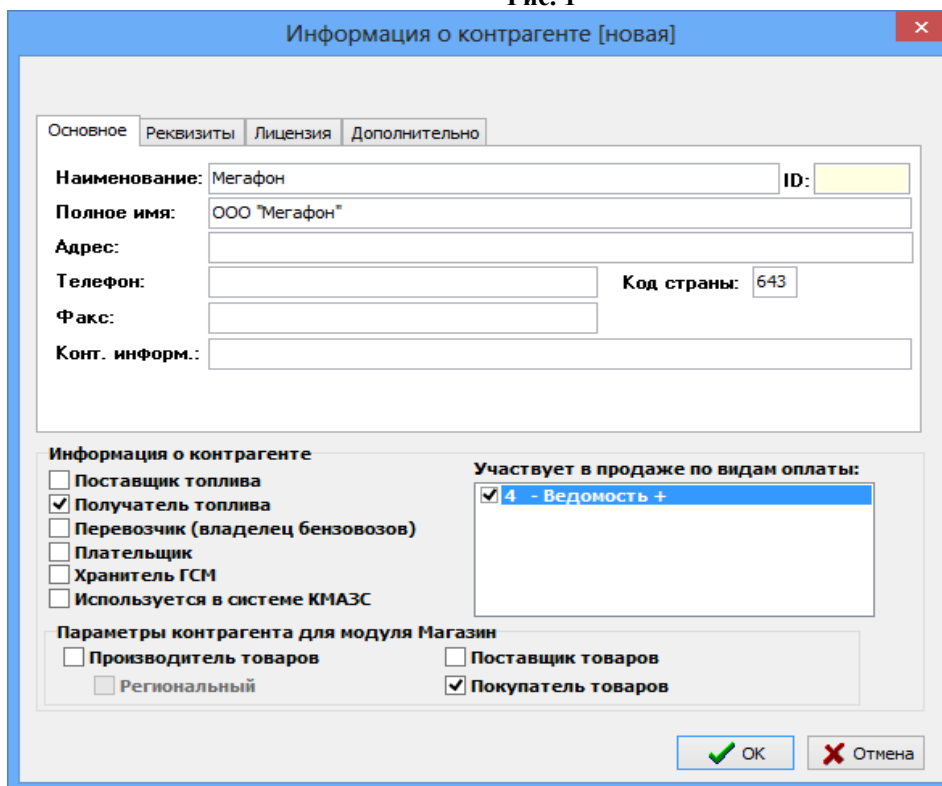 Рис. 1
Информация о контрагенте [новая]
Основное Реквизиты Лицензия Дополнительно
Наименование: Мегафон ID:
Полное имя: ООО "Мегафон"
Адрес:
Телефон: Код страны: 643
Факс:
Конт. информ.:
Информация о контрагенте
Участвует в продаже по видам оплаты:
Поставщик топлива
4 - Ведомость +
Получатель топлива
Перевозчик (владелец бензовозов)
Плательщик
Хранитель ГСМ
Используется в системе КМАЗС
Параметры контрагента для модуля Магазин
Производитель товаров Поставщик товаров
Региональный Покупатель товаров
OK Отмена